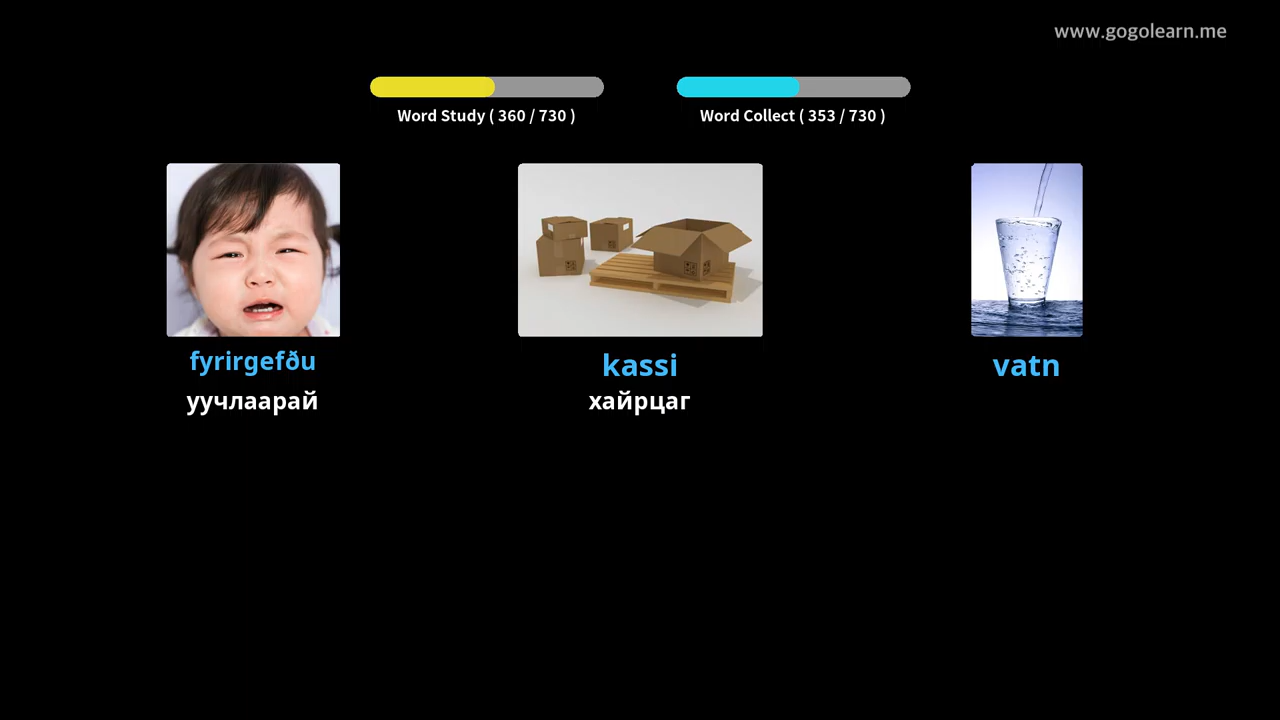 www.gogolearn.me
Word Study ( 360 / 730 )
Word Collect ( 353 / 730 )
fyrirgefðu
уучлаарай
kassi
хайрцаг
vatn